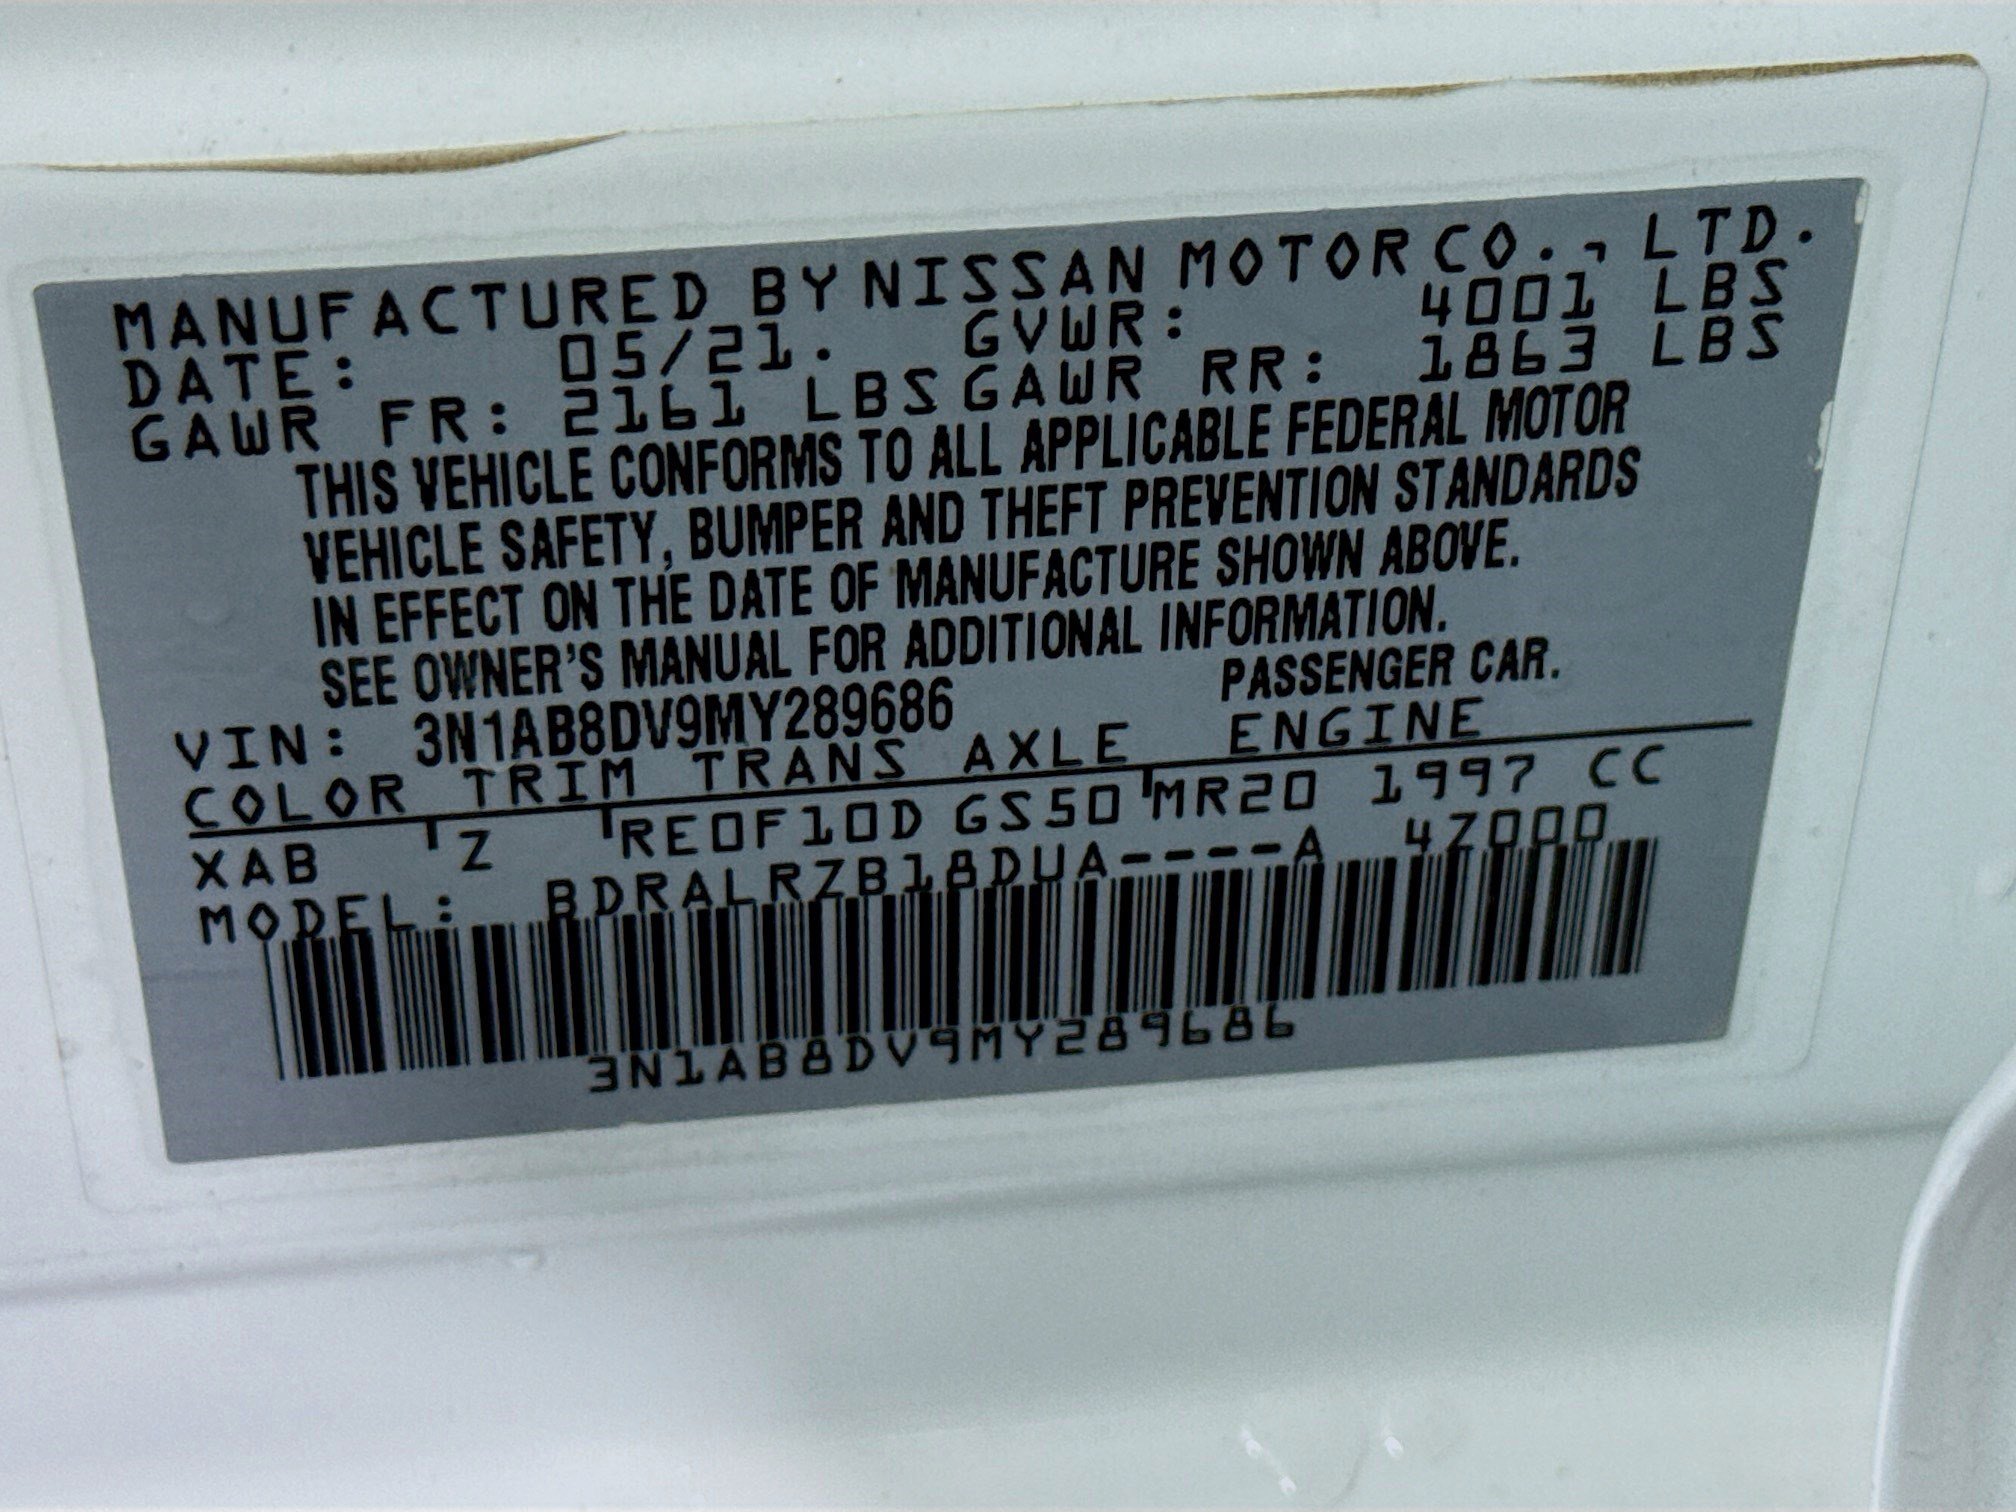 MANUFACTURED BY NISSAN MOTOR CO., LTD.
DATE: 05/21. GVWR: 4001 LBS
GAWR FR: 2161 LBS GAWR RR: 1863 LBS
THIS VEHICLE CONFORMS TO ALL APPLICABLE FEDERAL MOTOR
VEHICLE SAFETY, BUMPER AND THEFT PREVENTION STANDARDS
IN EFFECT ON THE DATE OF MANUFACTURE SHOWN ABOVE.
SEE OWNER'S MANUAL FOR ADDITIONAL INFORMATION.
VIN: 3N1AB8DV9MY289686 PASSENGER CAR.
COLOR TRIM TRANS AXLE ENGINE
XAB Z RE0F10D GS50 MR20 1997 CC
MODEL: BDRALRZB18DUA----A 4Z000
3N1AB8DV9MY289686